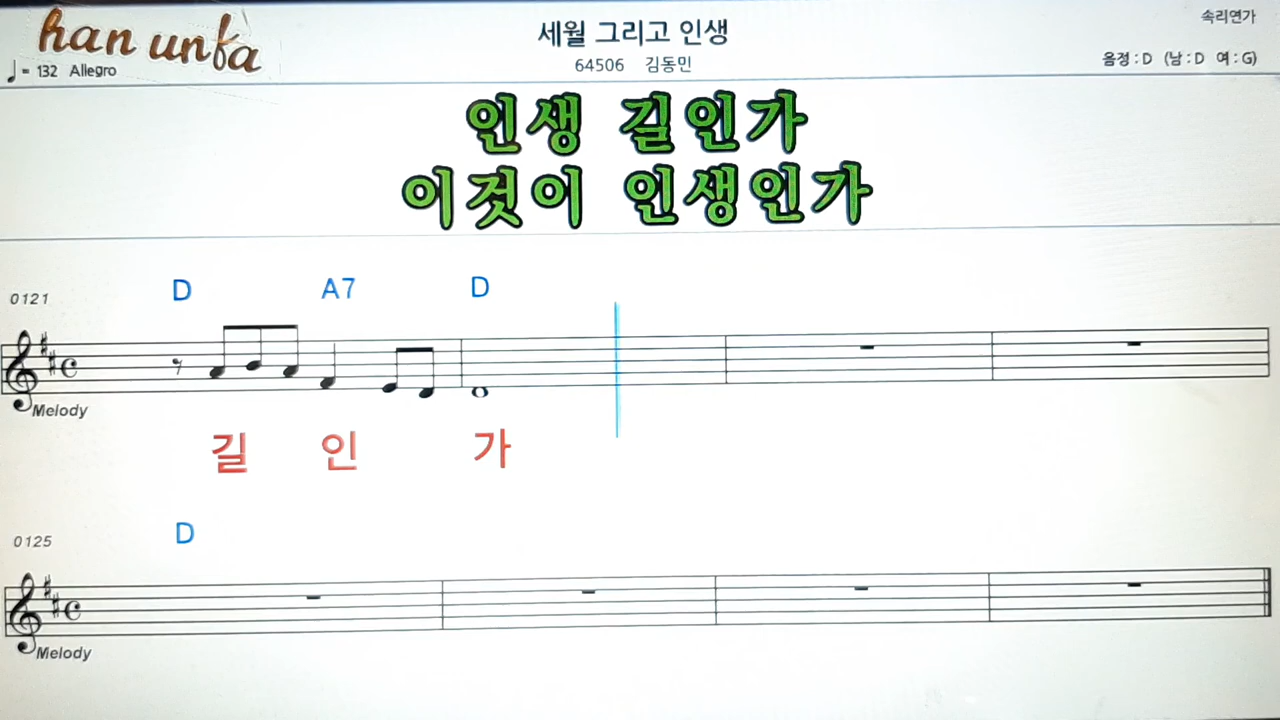 han unfa
세월 그리고 인생
속리연가
♩ = 132 Allegro
64506 김동민
음정 : D (남 : D 여 : G)
인생 길인가
이것이 인생인가
D A7 D
0121
Melody
길 인 가
D
0125
Melody